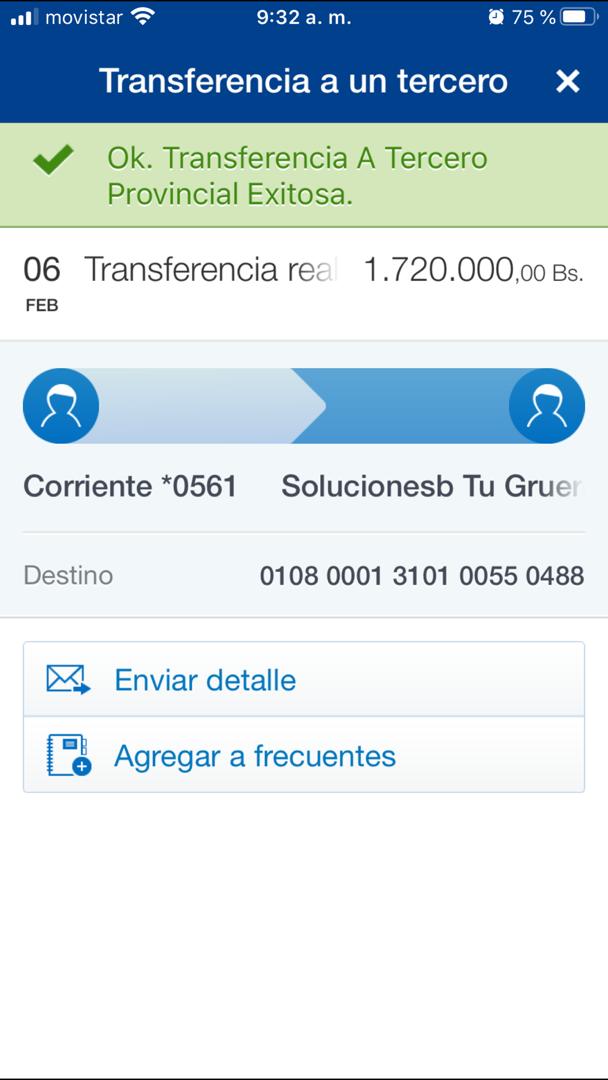 movistar 9:32 a. m. 75 %
Transferencia a un tercero
Ok. Transferencia A Tercero
Provincial Exitosa.
06 Transferencia rea 1.720.000,00 Bs.
FEB
Corriente *0561 Solucionesb Tu Gruer
Destino 0108 0001 3101 0055 0488
Enviar detalle
Agregar a frecuentes